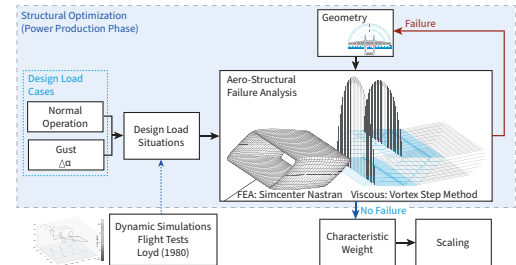 Structural Optimization
(Power Production Phase)
Geometry
Failure
Design Load
Cases
Normal
Operation
Gust
△α
Design Load
Situations
Aero-Structural
Failure Analysis
FEA: Simcenter Nastran
Viscous: Vortex Step Method
No Failure
Dynamic Simulations
Flight Tests
Loyd (1980)
Characteristic
Weight
Scaling